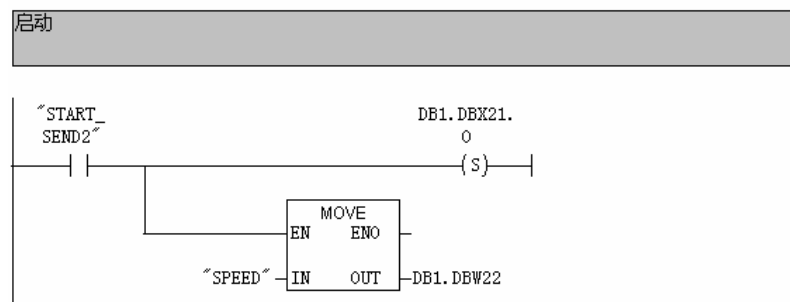 启动
"START_
SEND2"
DB1.DBX21.
0
(S)
MOVE
EN ENO
"SPEED" IN OUT DB1.DBW22